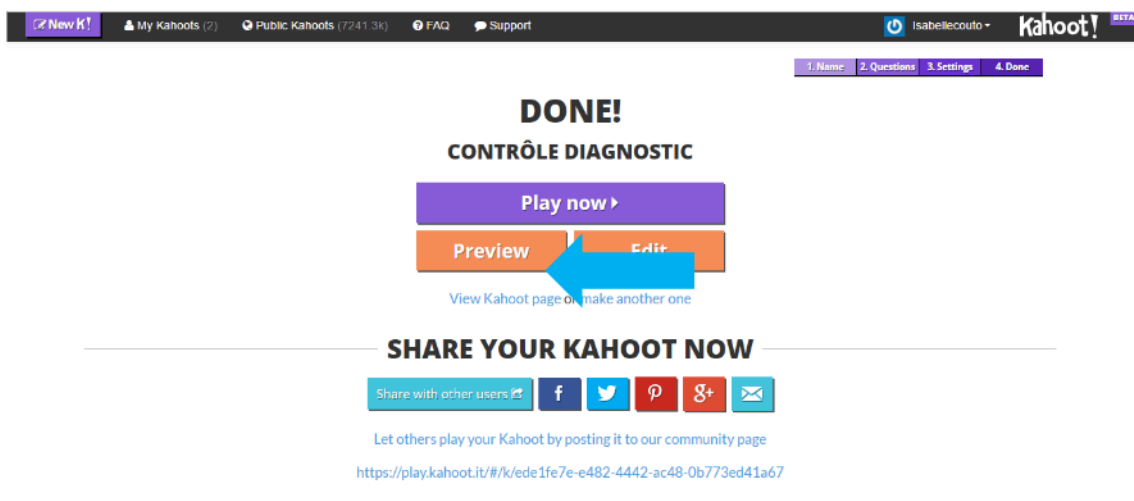 New K! My Kahoots (2) Public Kahoots (7241.3k) FAQ Support Isabellecouto Kahoot! BETA
1. Name 2. Questions 3. Settings 4. Done
DONE!
CONTRÔLE DIAGNOSTIC
Play now
Preview Edit
View Kahoot page or make another one
SHARE YOUR KAHOOT NOW
Share with other users f g+
Let others play your Kahoot by posting it to our community page
https://play.kahoot.it/#/k/ede1fe7e-e482-4442-ac48-0b773ed41a67